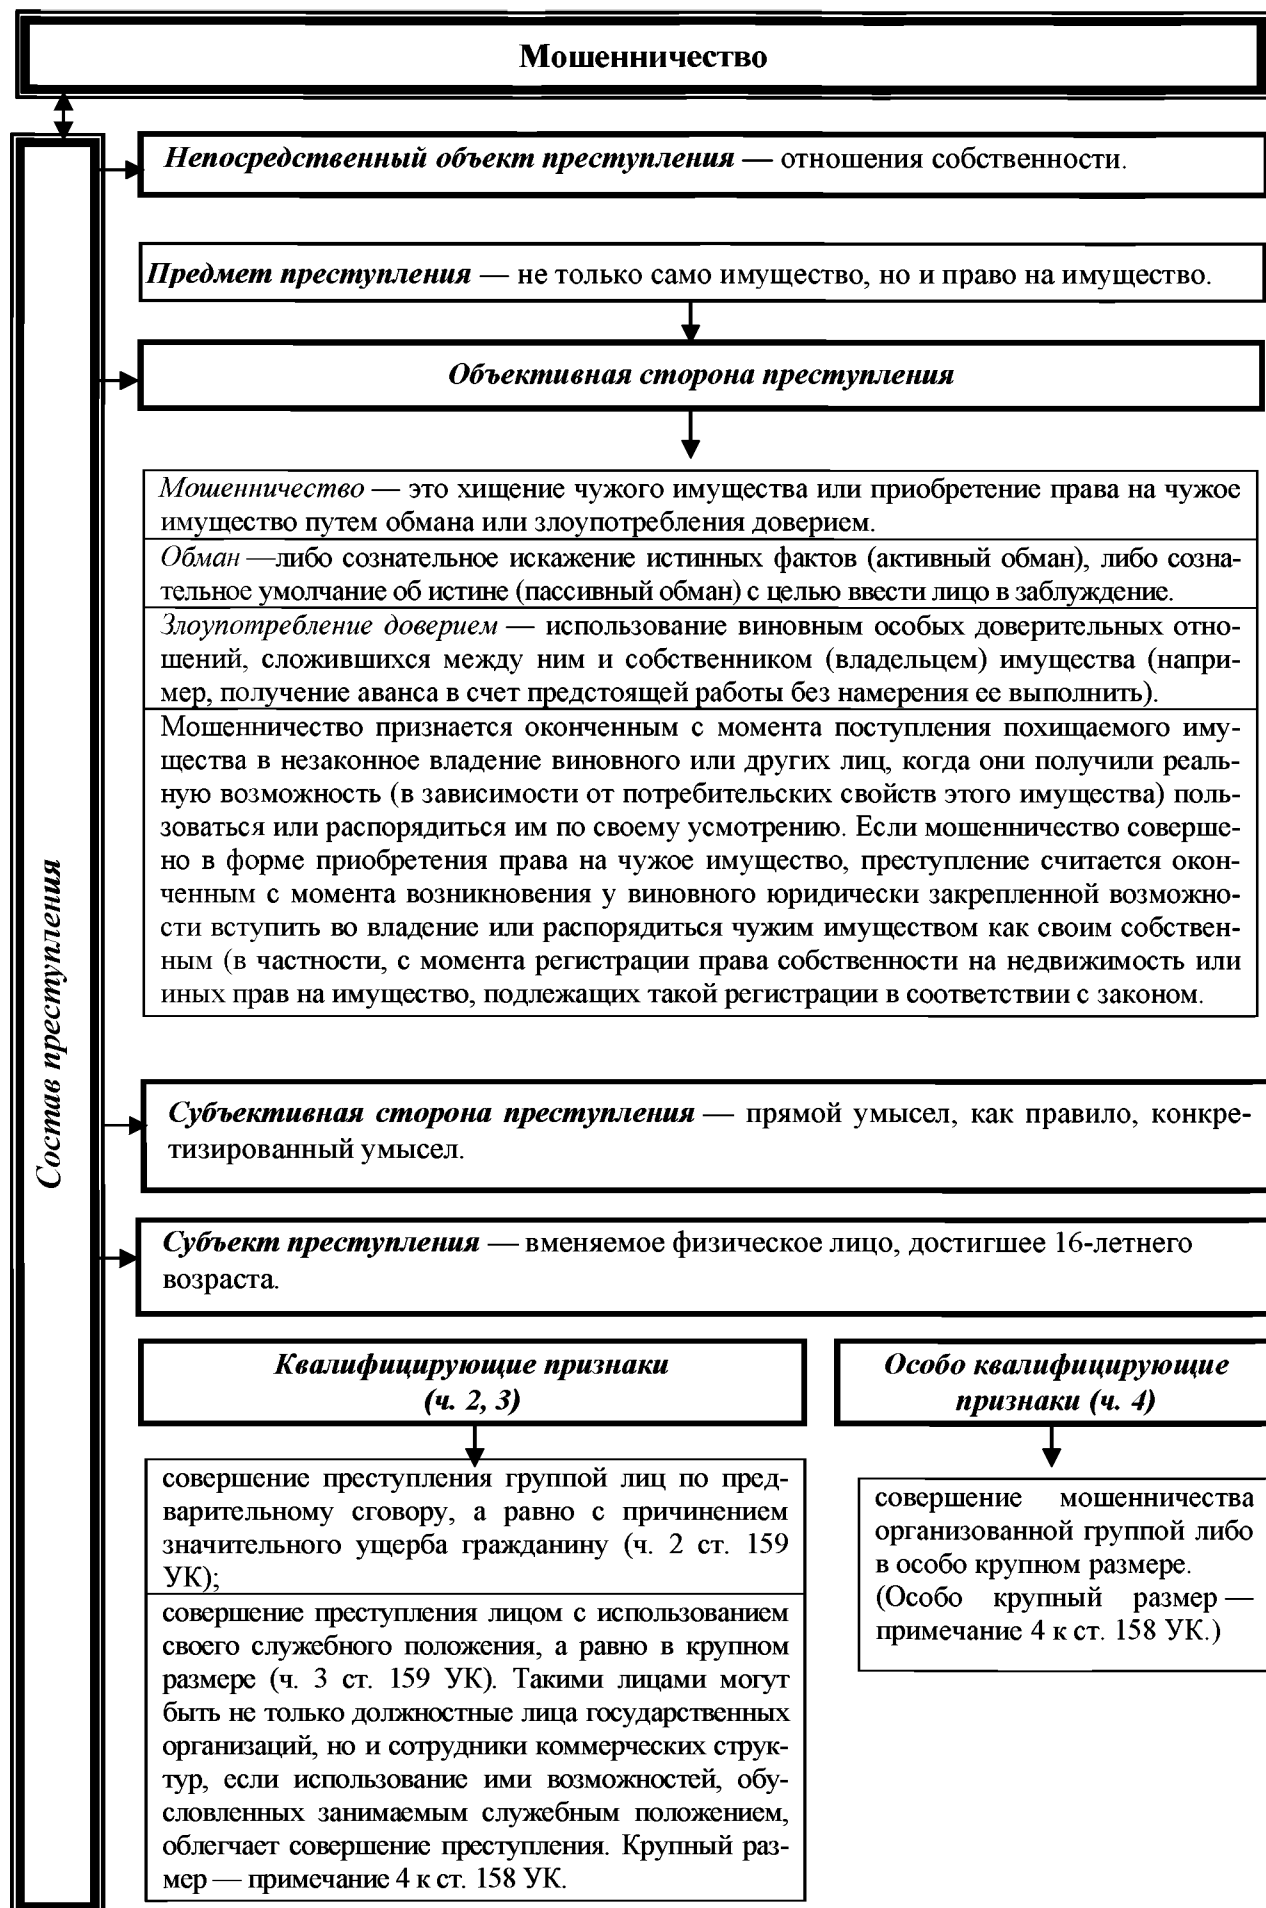 Мошенничество
Состав преступления
Непосредственный объект преступления — отношения собственности.
Предмет преступления — не только само имущество, но и право на имущество.
Объективная сторона преступления
Мошенничество — это хищение чужого имущества или приобретение права на чужое
имущество путем обмана или злоупотребления доверием.
Обман —либо сознательное искажение истинных фактов (активный обман), либо созна-
тельное умолчание об истине (пассивный обман) с целью ввести лицо в заблуждение.
Злоупотребление доверием — использование виновным особых доверительных отно-
шений, сложившихся между ним и собственником (владельцем) имущества (напри-
мер, получение аванса в счет предстоящей работы без намерения ее выполнить).
Мошенничество признается оконченным с момента поступления похищаемого иму-
щества в незаконное владение виновного или других лиц, когда они получили реаль-
ную возможность (в зависимости от потребительских свойств этого имущества) поль-
зоваться или распорядиться им по своему усмотрению. Если мошенничество соверше-
но в форме приобретения права на чужое имущество, преступление считается окон-
ченным с момента возникновения у виновного юридически закрепленной возможно-
сти вступить во владение или распорядиться чужим имуществом как своим собствен-
ным (в частности, с момента регистрации права собственности на недвижимость или
иных прав на имущество, подлежащих такой регистрации в соответствии с законом.
Субъективная сторона преступления — прямой умысел, как правило, конкре-
тизированный умысел.
Субъект преступления — вменяемое физическое лицо, достигшее 16-летнего
возраста.
Квалифицирующие признаки
(ч. 2, 3)
совершение преступления группой лиц по пред-
варительному сговору, а равно с причинением
значительного ущерба гражданину (ч. 2 ст. 159
УК);
совершение преступления лицом с использованием
своего служебного положения, а равно в крупном
размере (ч. 3 ст. 159 УК). Такими лицами могут
быть не только должностные лица государственных
организаций, но и сотрудники коммерческих струк-
тур, если использование ими возможностей, обу-
словленных занимаемым служебным положением,
облегчает совершение преступления. Крупный раз-
мер — примечание 4 к ст. 158 УК.
Особо квалифицирующие
признаки (ч. 4)
совершение мошенничества
организованной группой либо
в особо крупном размере.
(Особо крупный размер —
примечание 4 к ст. 158 УК.)